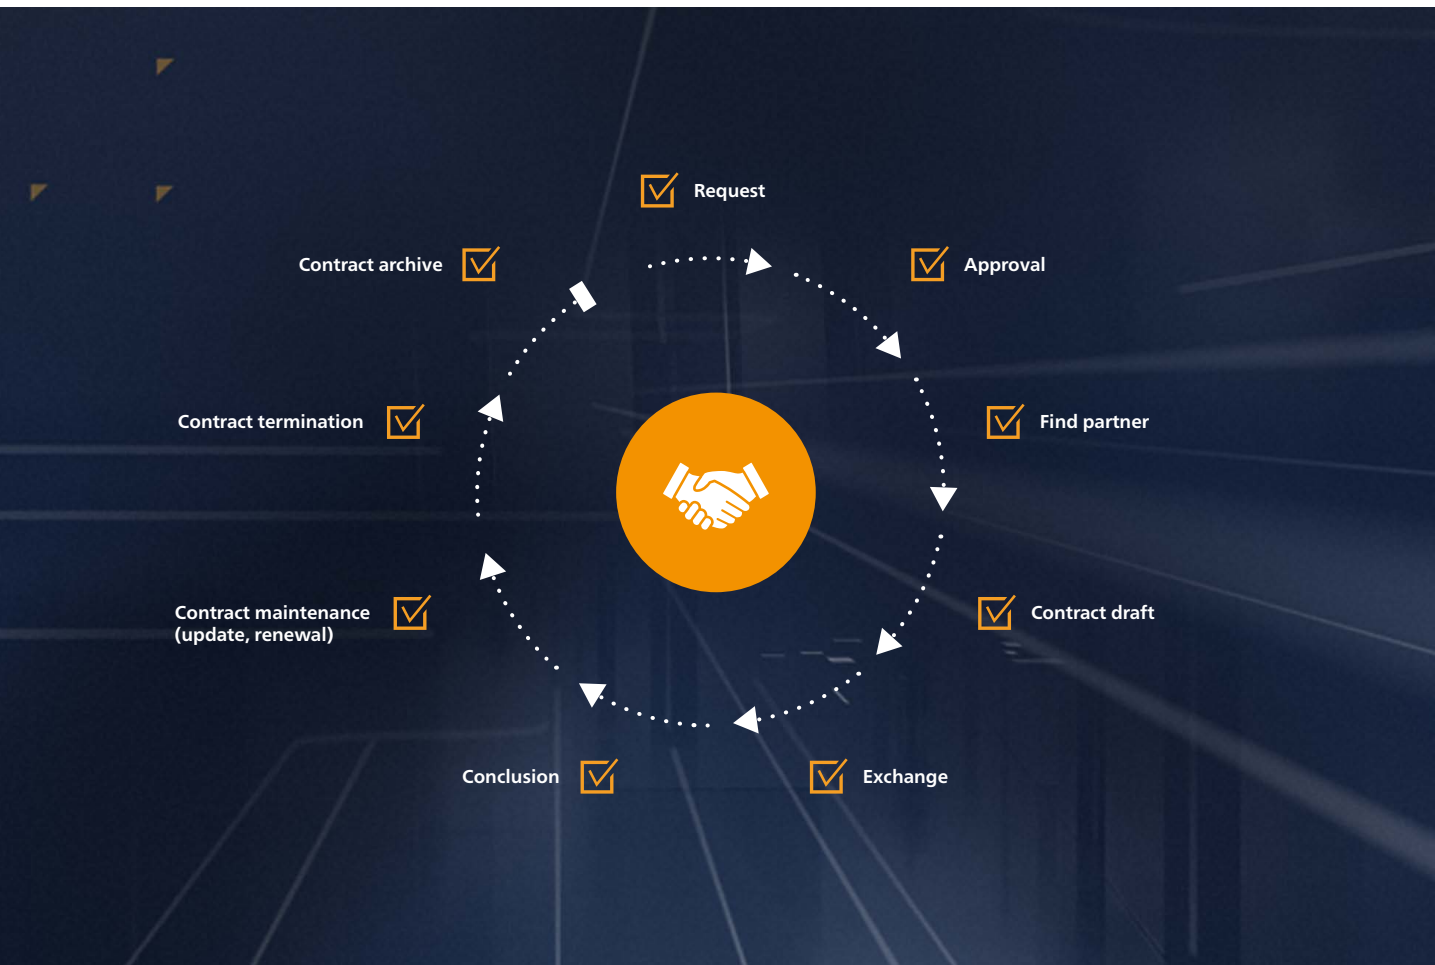 Request
Approval
Find partner
Contract draft
Exchange
Conclusion
Contract maintenance
(update, renewal)
Contract termination
Contract archive